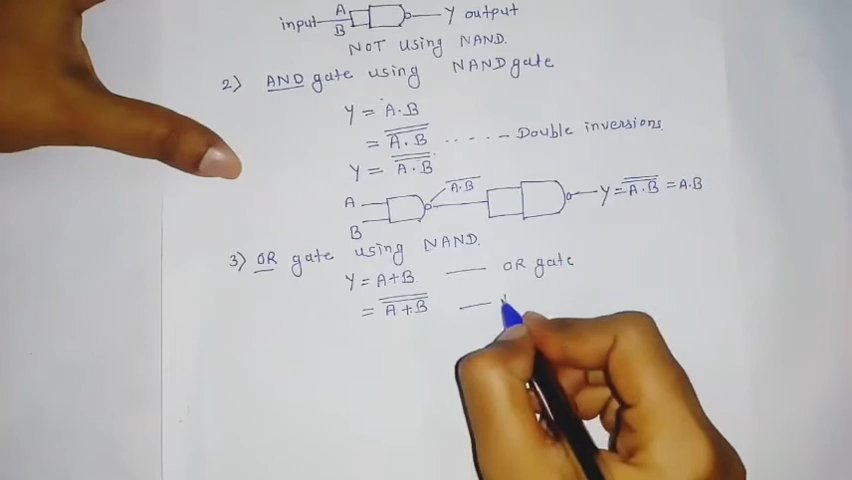 input A B Y output
NOT using NAND.
2) AND gate using NAND gate
Y = A.B
= A̿.̿B̿ ..... - Double inversions.
Y = A̿.̿B̿
A̅.̅B̅
A
B
Y = A̿.̿B̿ = A.B
3) OR gate using NAND.
Y = A+B — OR gate
= A̿+̿B̿ —